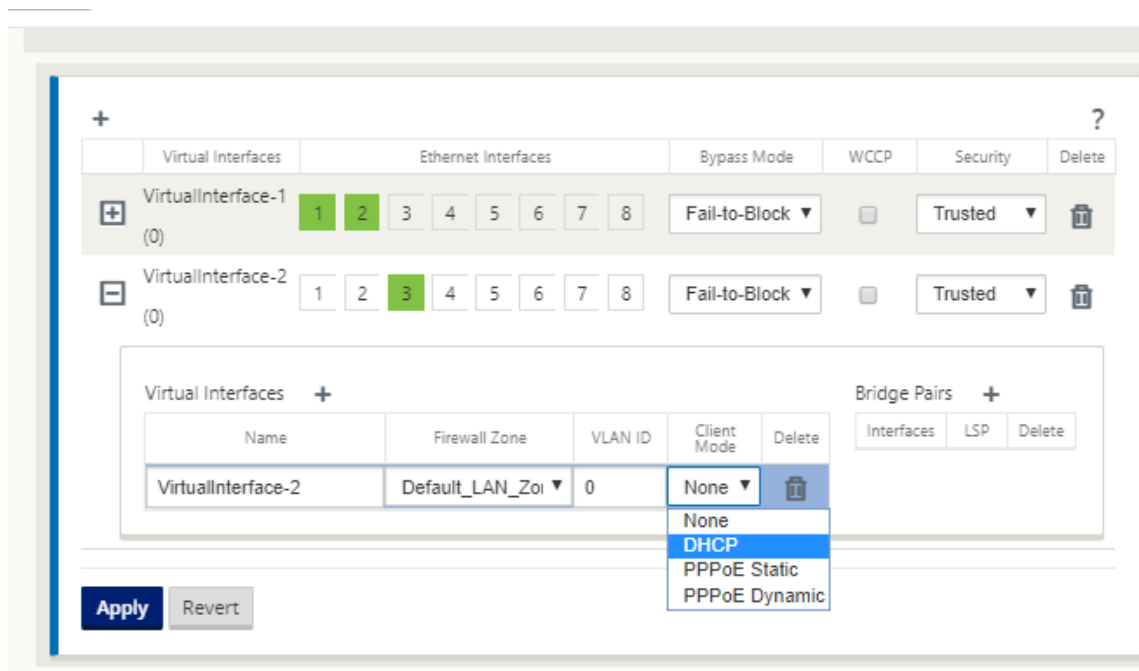 + ?
Virtual Interfaces Ethernet Interfaces Bypass Mode WCCP Security Delete
VirtualInterface-1
(0)
1 2 3 4 5 6 7 8 Fail-to-Block ▼ Trusted ▼
VirtualInterface-2
(0)
1 2 3 4 5 6 7 8 Fail-to-Block ▼ Trusted ▼
Virtual Interfaces +
Name Firewall Zone VLAN ID Client Mode Delete
VirtualInterface-2 Default_LAN_Zo ▼ 0 None ▼
None
DHCP
PPPoE Static
PPPoE Dynamic
Bridge Pairs +
Interfaces LSP Delete
Apply Revert